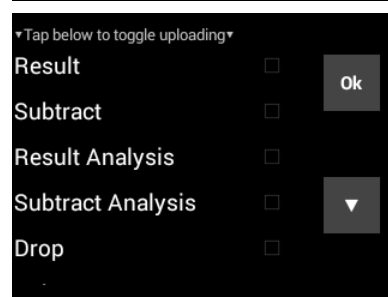 ▾Tap below to toggle uploading▾
Result
Ok
Subtract
Result Analysis
Subtract Analysis
▼
Drop